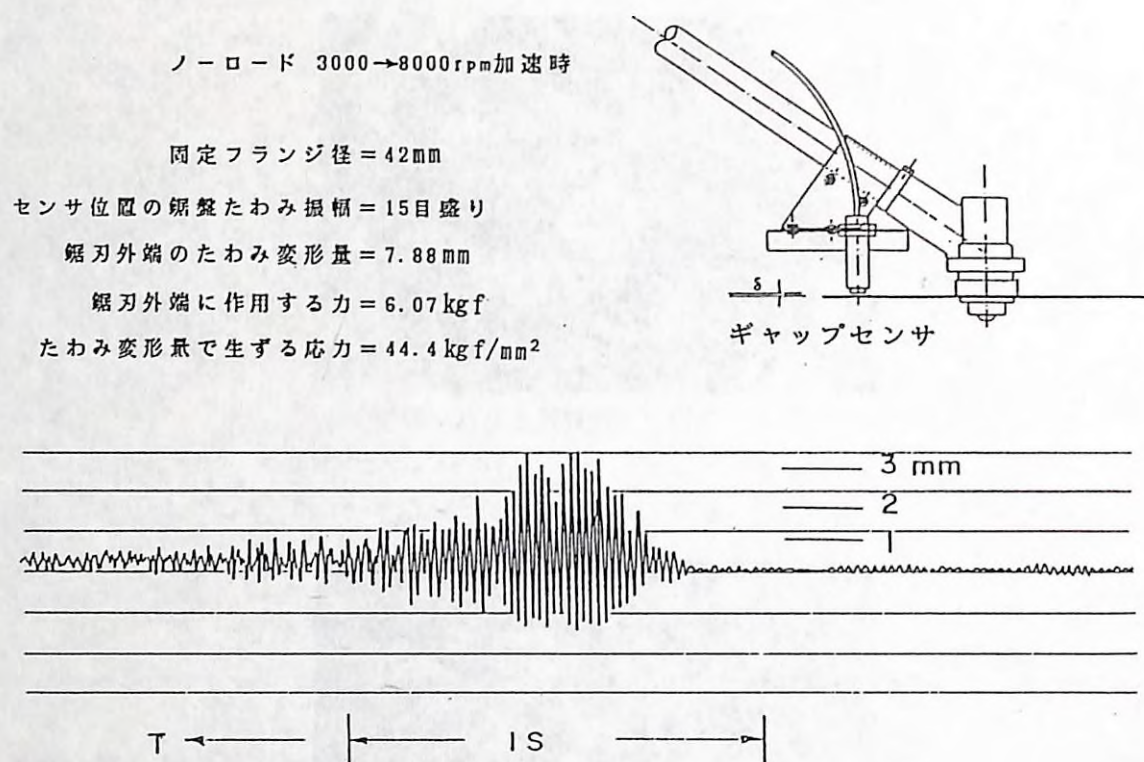 ノーロード 3000→8000rpm加速時
固定フランジ径=42mm
センサ位置の鋸盤たわみ振幅=15目盛り
鋸刃外端のたわみ変形量=7.88mm
鋸刃外端に作用する力=6.07kgf
たわみ変形量で生ずる応力=44.4kgf/mm²
δ
ギャップセンサ
3 mm
2
1
T
1S